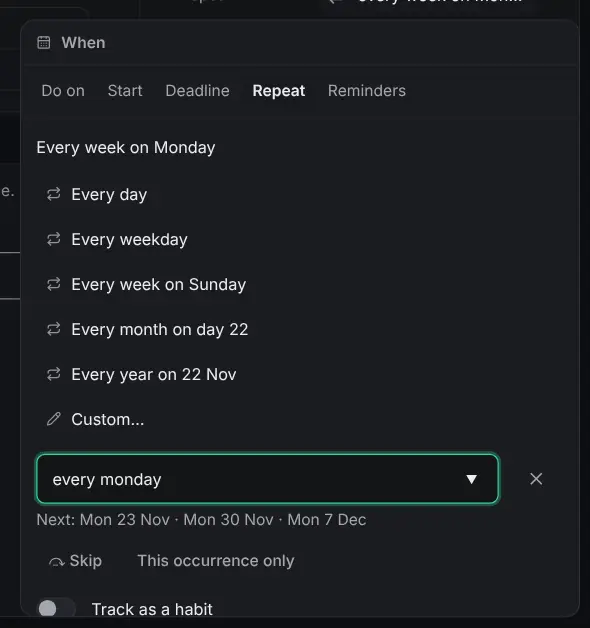 When
Do on Start Deadline Repeat Reminders
e.
Every week on Monday
Every day
Every weekday
Every week on Sunday
Every month on day 22
Every year on 22 Nov
Custom...
every monday
Next: Mon 23 Nov · Mon 30 Nov · Mon 7 Dec
Skip This occurrence only
Track as a habit